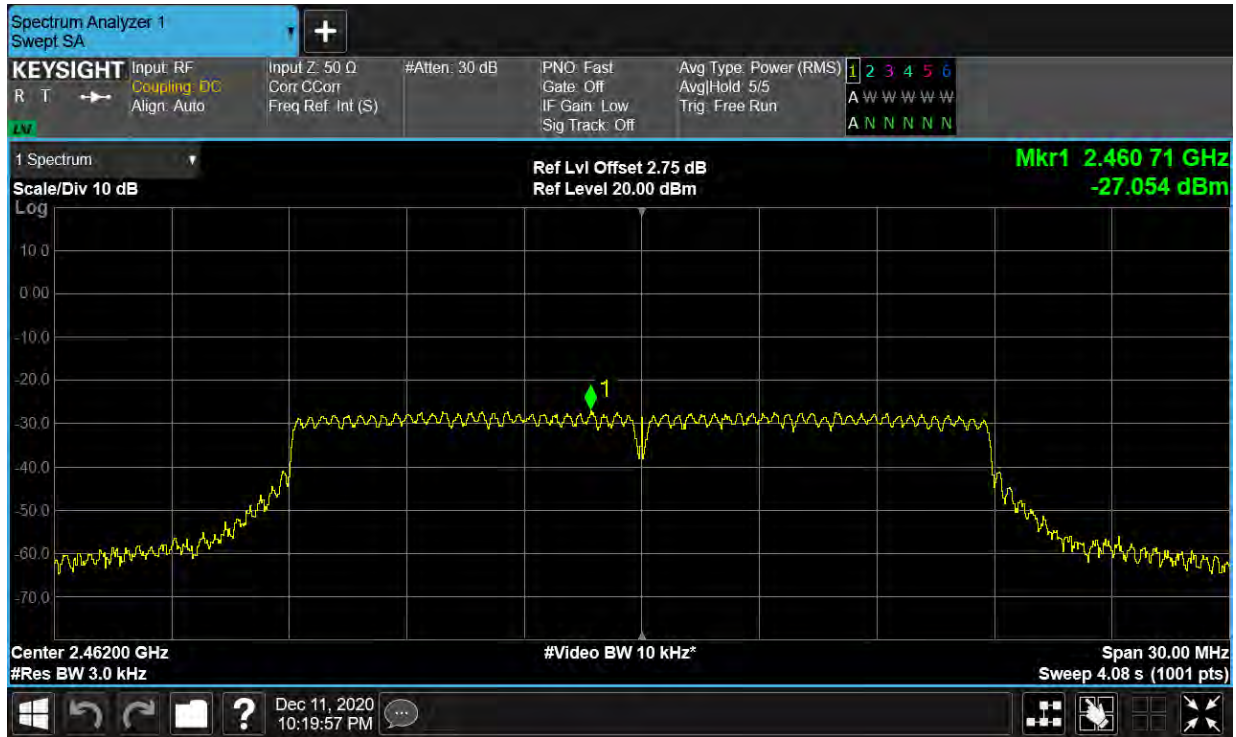 Spectrum Analyzer 1
Swept SA
+
KEYSIGHT Input: RF Input Z: 50 Ω #Atten: 30 dB PNO: Fast Avg Type: Power (RMS) 1 2 3 4 5 6
R T Coupling: DC Corr CCorr Gate: Off Avg|Hold: 5/5 A W W W W W
Align: Auto Freq Ref: Int (S) IF Gain: Low Trig: Free Run
LXI Sig Track: Off A N N N N N
1 Spectrum Ref Lvl Offset 2.75 dB Mkr1 2.460 71 GHz
Scale/Div 10 dB Ref Level 20.00 dBm -27.054 dBm
Log
10.0
0.00
-10.0
-20.0
1
-30.0
-40.0
-50.0
-60.0
-70.0
Center 2.46200 GHz #Video BW 10 kHz* Span 30.00 MHz
#Res BW 3.0 kHz Sweep 4.08 s (1001 pts)
? Dec 11, 2020
10:19:57 PM